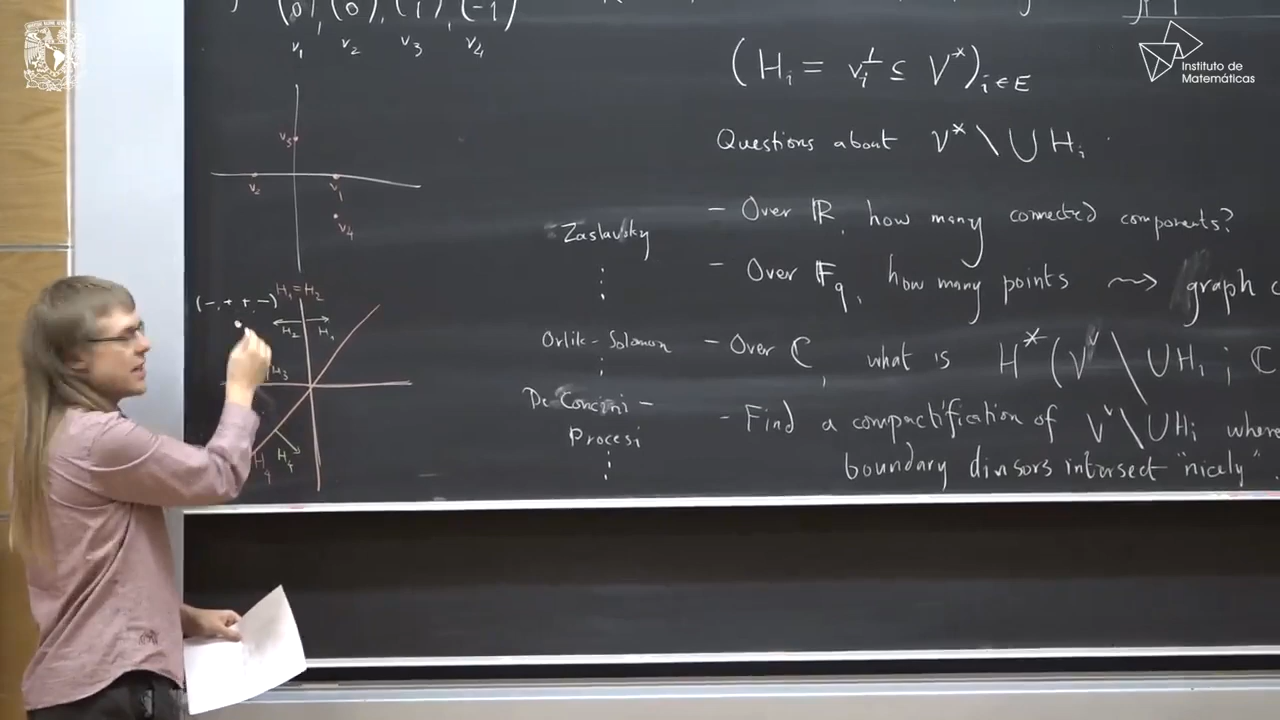 (0), (0), (1), (-1)
v₁ v₂ v₃ v₄
v₃
v₂ v₁
v₄
H₁ = H₂
(-, +, +, -)
H₂ H₁
H₃
H₄ H₄
(Hᵢ = vᵢ^⊥ ⊆ V*)ᵢ∈E
Questions about V* \ ∪Hᵢ
Zaslavsky
⋮
Orlik-Solomon
⋮
De Concini -
Procesi
⋮
- Over ℝ, how many connected components?
- Over 𝔽_q, how many points ⇝ graph
- Over ℂ, what is H*(V^∨ \ ∪Hᵢ ; ℂ
- Find a compactification of V^∨ \ ∪Hᵢ where
boundary divisors intersect "nicely"
Instituto de
Matemáticas